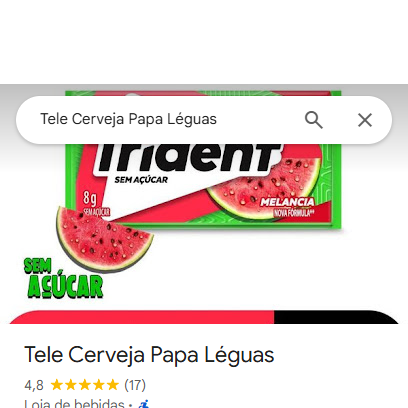 Tele Cerveja Papa Léguas
Trident
SEM AÇÚCAR
8g
SEM AÇÚCAR
MELANCIA
NOVA FÓRMULA**
SEM
AÇÚCAR
Tele Cerveja Papa Léguas
4,8 (17)
Loja de bebidas ·